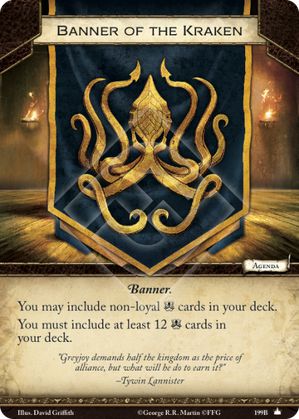 BANNER OF THE KRAKEN
AGENDA
Banner.
You may include non-loyal cards in your deck.
You must include at least 12 cards in
your deck.
"Greyjoy demands half the kingdom as the price
of alliance, but what will he do to earn it?"
–Tywin Lannister
Illus. David Griffith ©George R.R. Martin ©FFG 199B